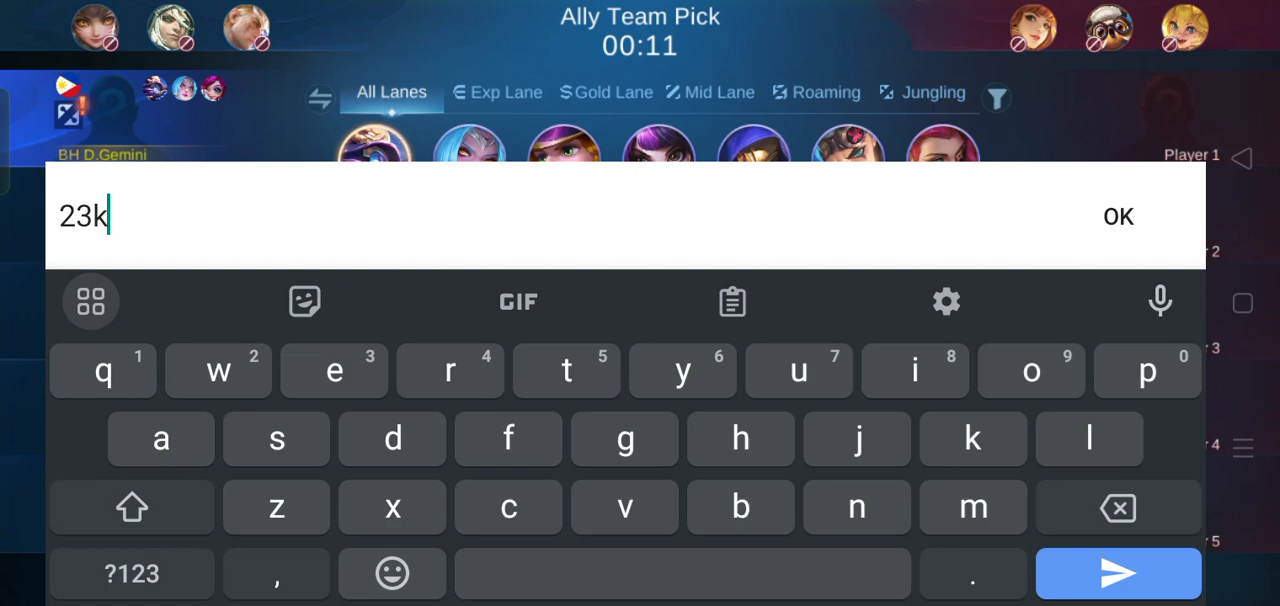 Ally Team Pick
00:11
All Lanes Exp Lane Gold Lane Mid Lane Roaming Jungling
BH D.Gemini
Player 1
23k OK
2
GIF
q 1 w 2 e 3 r 4 t 5 y 6 u 7 i 8 o 9 p 0
3
a s d f g h j k l
4
z x c v b n m
5
?123 , .